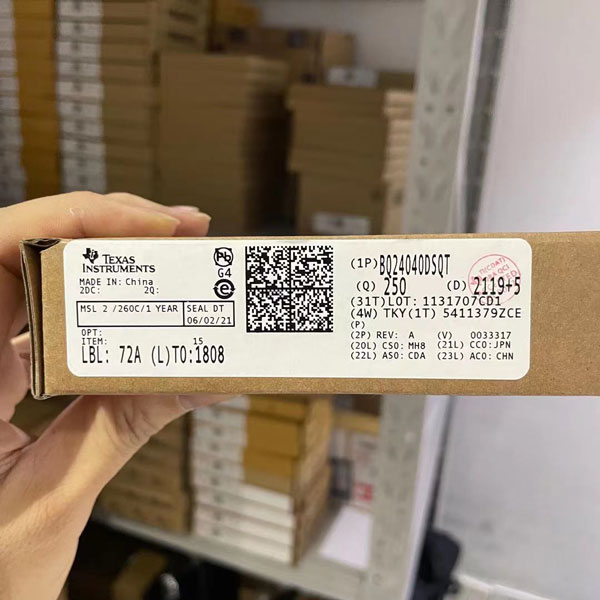 TEXAS
INSTRUMENTS
MADE IN: China
2DC: 2Q:
MSL 2 /260C/1 YEAR
SEAL DT
06/02/21
OPT:
ITEM: 15
LBL: 72A (L)TO:1808
Pb
G4
e
(1P)BQ24040DSQT
(Q) 250 (D) 2119+5
(31T)LOT: 1131707CD1
(4W) TKY(1T) 5411379ZCE
(P)
(2P) REV: A (V) 0033317
(20L) CSO:MH8 (21L) CCO:JPN
(22L) ASO:CDA (23L) ACO:CHN